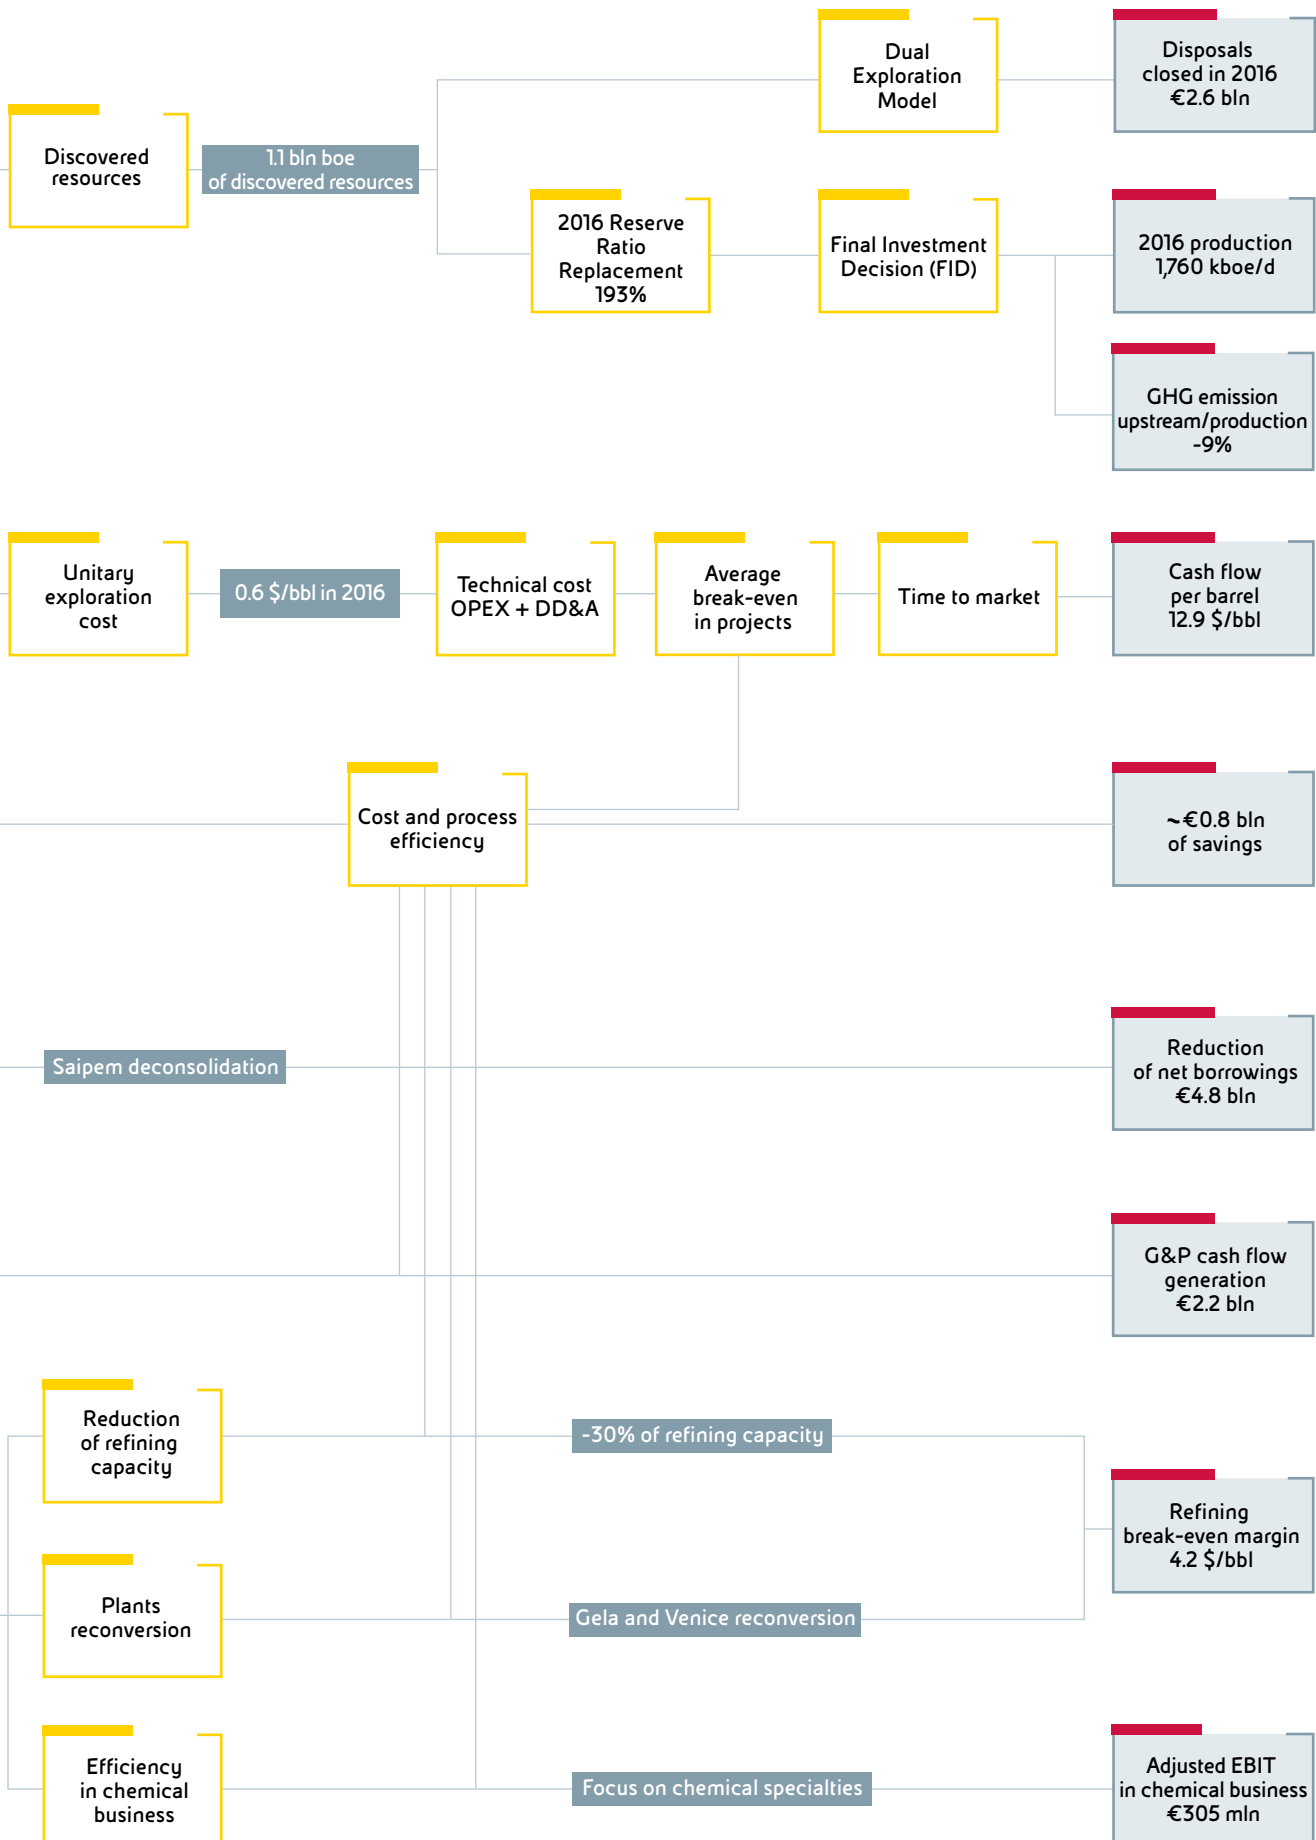 Dual
Exploration
Model
Disposals
closed in 2016
€2.6 bln
Discovered
resources
1.1 bln boe
of discovered resources
2016 Reserve
Ratio
Replacement
193%
Final Investment
Decision (FID)
2016 production
1,760 kboe/d
GHG emission
upstream/production
-9%
Unitary
exploration
cost
0.6 $/bbl in 2016
Technical cost
OPEX + DD&A
Average
break-even
in projects
Time to market
Cash flow
per barrel
12.9 $/bbl
Cost and process
efficiency
~€0.8 bln
of savings
Saipem deconsolidation
Reduction
of net borrowings
€4.8 bln
G&P cash flow
generation
€2.2 bln
Reduction
of refining
capacity
-30% of refining capacity
Refining
break-even margin
4.2 $/bbl
Plants
reconversion
Gela and Venice reconversion
Efficiency
in chemical
business
Focus on chemical specialties
Adjusted EBIT
in chemical business
€305 mln